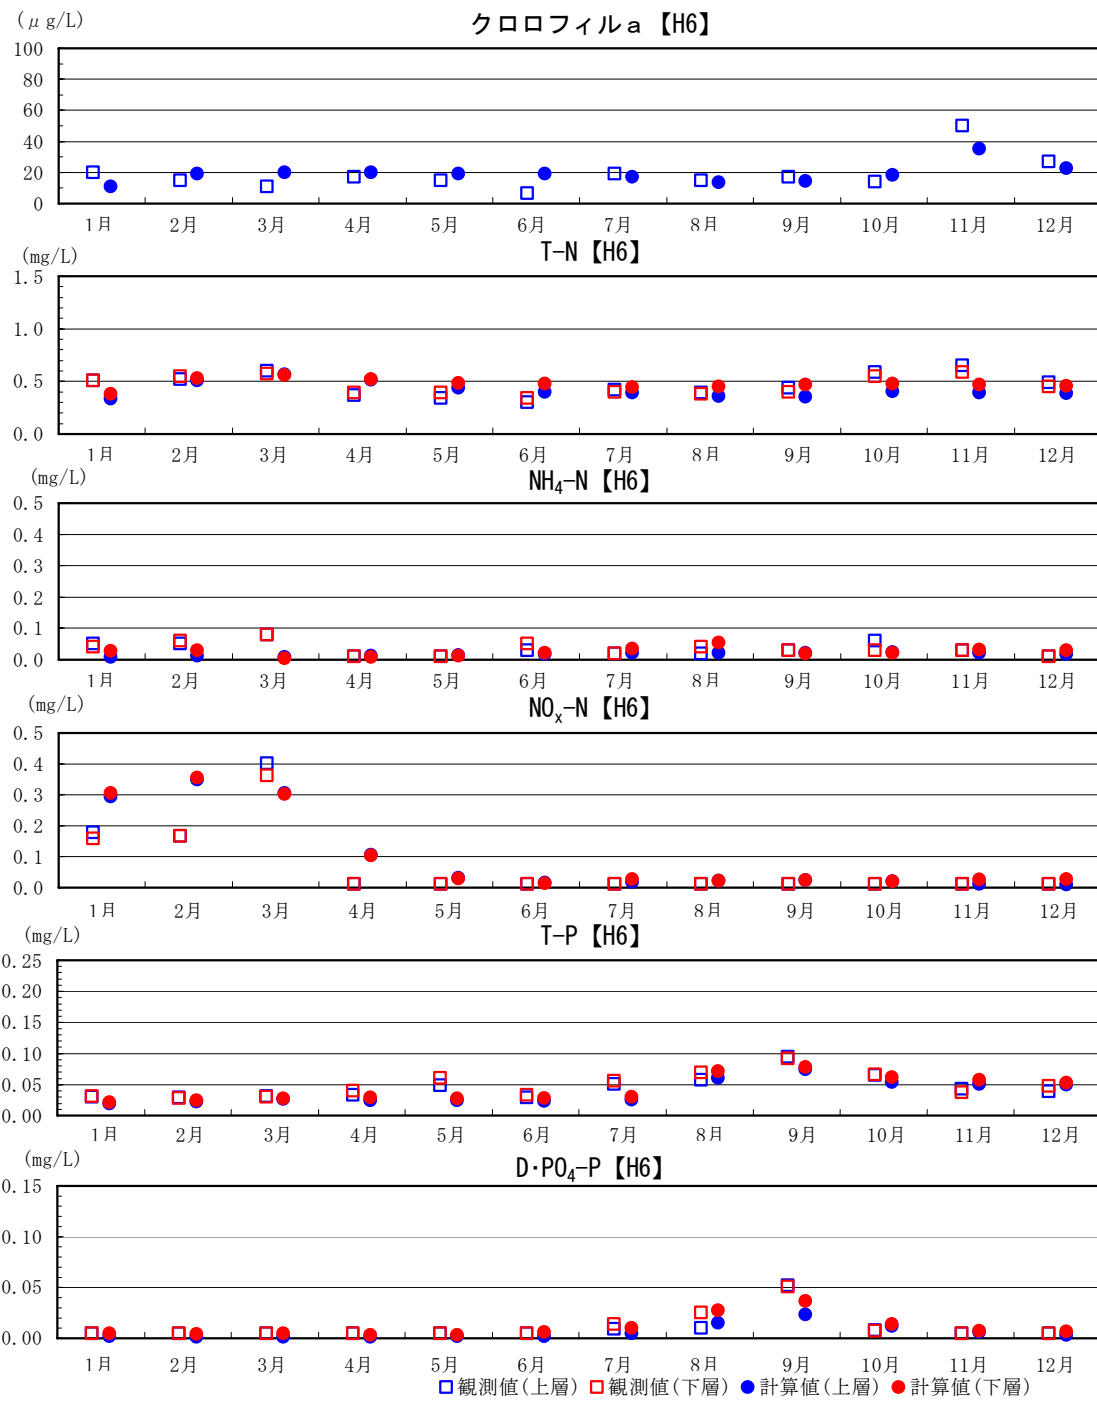 (μg/L)
クロロフィルａ【H6】
100
80
60
40
20
0
1月 2月 3月 4月 5月 6月 7月 8月 9月 10月 11月 12月
(mg/L)
T-N【H6】
1.5
1.0
0.5
0.0
1月 2月 3月 4月 5月 6月 7月 8月 9月 10月 11月 12月
(mg/L)
NH₄-N【H6】
0.5
0.4
0.3
0.2
0.1
0.0
1月 2月 3月 4月 5月 6月 7月 8月 9月 10月 11月 12月
(mg/L)
NOₓ-N【H6】
0.5
0.4
0.3
0.2
0.1
0.0
1月 2月 3月 4月 5月 6月 7月 8月 9月 10月 11月 12月
(mg/L)
T-P【H6】
0.25
0.20
0.15
0.10
0.05
0.00
1月 2月 3月 4月 5月 6月 7月 8月 9月 10月 11月 12月
(mg/L)
D･PO₄-P【H6】
0.15
0.10
0.05
0.00
1月 2月 3月 4月 5月 6月 7月 8月 9月 10月 11月 12月
観測値(上層) 観測値(下層) 計算値(上層) 計算値(下層)